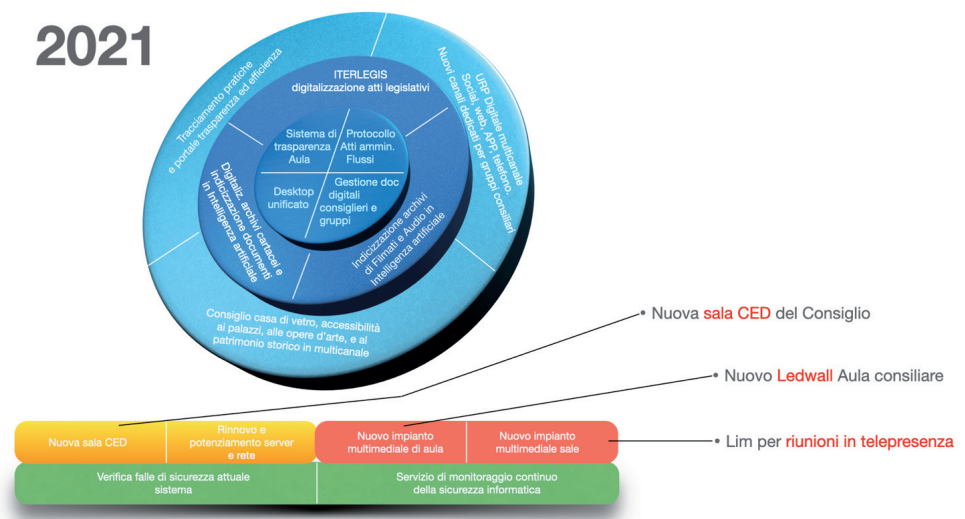 2021
Tracciamento pratiche
e portale trasparenza ed efficienza
URP Digitale multicanale
Social, web, APP, telefono.
Nuovi canali dedicati per gruppi consiliari
ITERLEGIS
digitalizzazione atti legislativi
Sistema di
trasparenza
Aula
Protocollo
Atti ammin.
Flussi
Desktop
unificato
Gestione doc
digitali
consiglieri e
gruppi
Digitaliz. archivi cartacei e
indicizzazione documenti
in Intelligenza artificiale
Indicizzazione archivi
di Filmati e Audio in
Intelligenza artificiale
Consiglio casa di vetro, accessibilità
ai palazzi, alle opere d'arte, e al
patrimonio storico in multicanale
• Nuova sala CED del Consiglio
• Nuovo Ledwall Aula consiliare
• Lim per riunioni in telepresenza
Nuova sala CED
Rinnovo e
potenziamento server
e rete
Nuovo impianto
multimediale di aula
Nuovo impianto
multimediale sale
Verifica falle di sicurezza attuale
sistema
Servizio di monitoraggio continuo
della sicurezza informatica